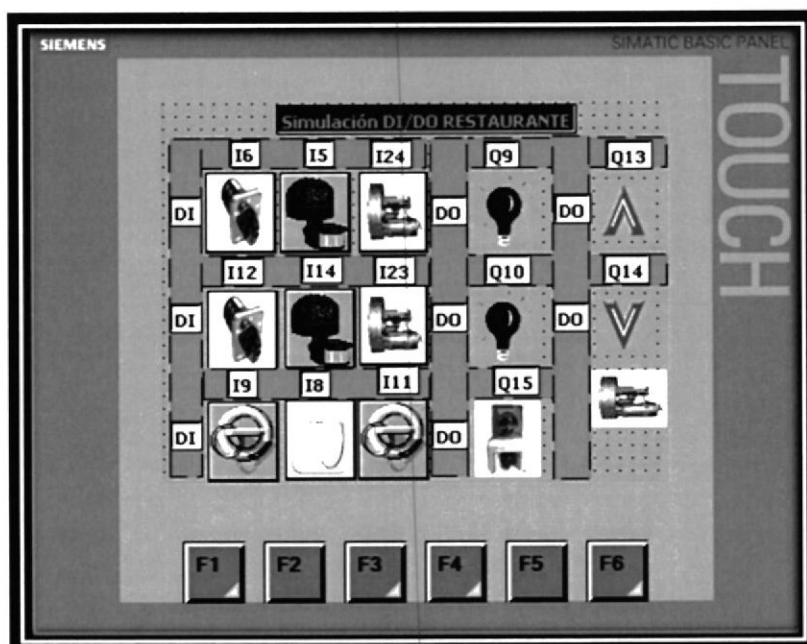 SIEMENS
SIMATIC BASIC PANEL
TOUCH
Simulación DI/DO RESTAURANTE
I6 I5 I24 Q9 Q13
DI DO DO
I12 I14 I23 Q10 Q14
DI DO DO
I9 I8 I11 Q15
DI DO
F1 F2 F3 F4 F5 F6